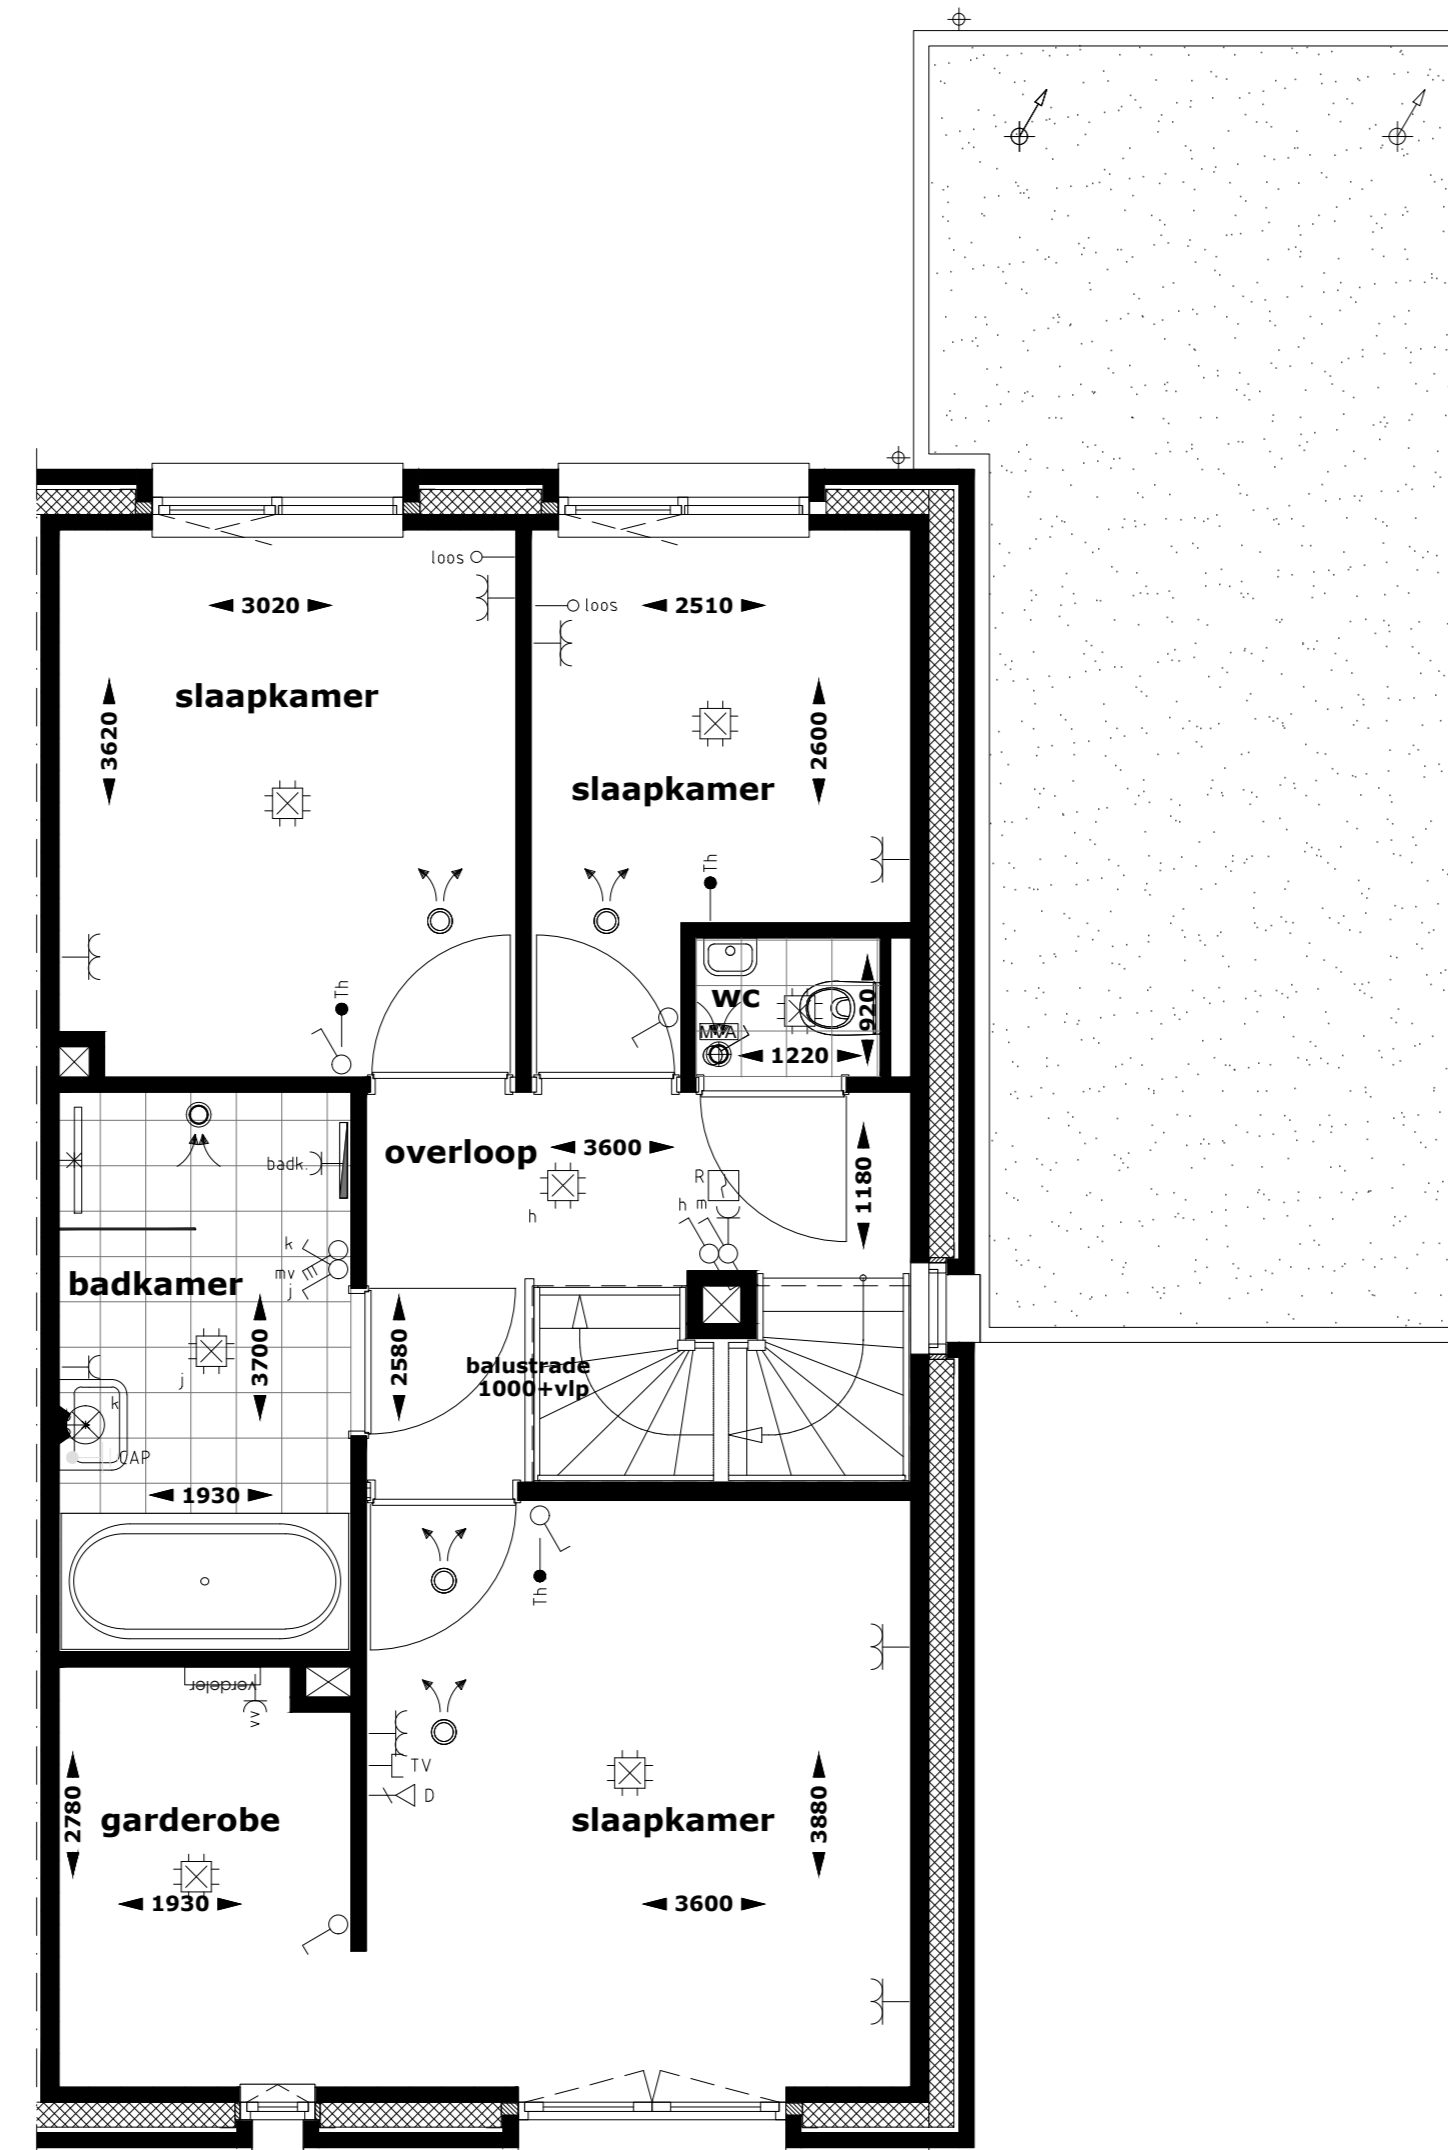 loos
3020
loos
2510
slaapkamer
3620
2600
slaapkamer
Th
Th
wc
920
MVA
1220
overloop
3600
badk.
R
1180
h
h m
k
mv
j
badkamer
3700
2580
balustrade
1000+vlp
j
k
CAP
1930
Th
verdeler
vv
TV
D
2780
garderobe
slaapkamer
3880
1930
3600